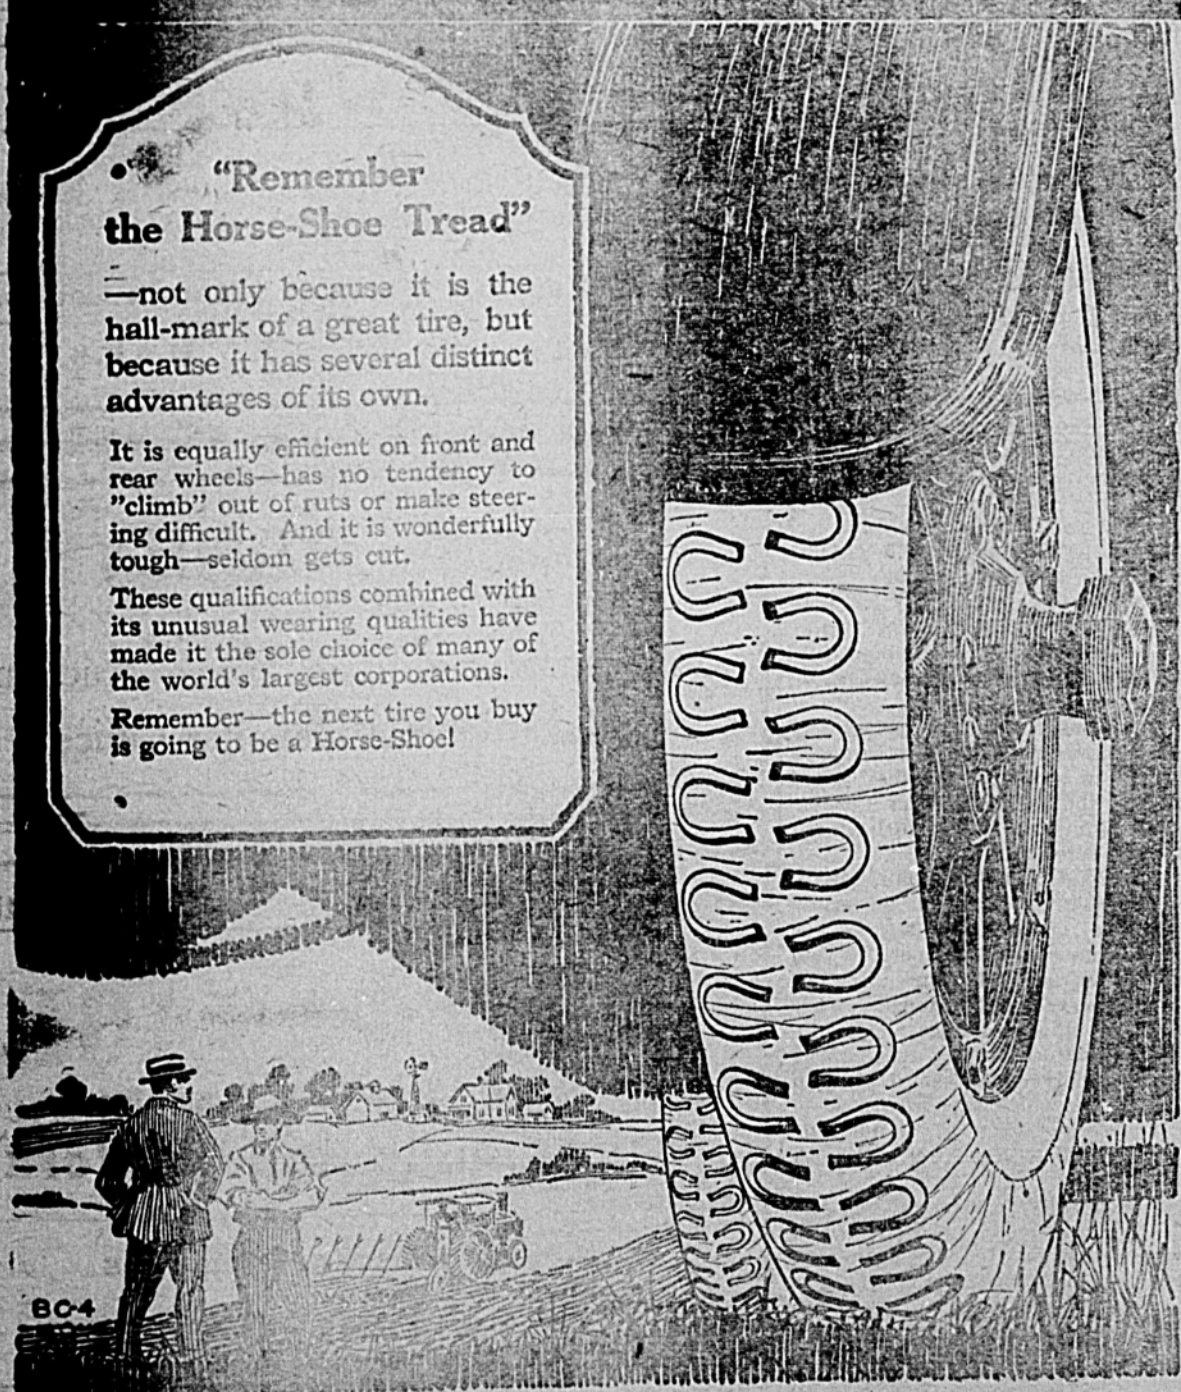 “Remember
the Horse-Shoe Tread”
—not only because it is the
hall-mark of a great tire, but
because it has several distinct
advantages of its own.
It is equally efficient on front and
rear wheels—has no tendency to
”climb” out of ruts or make steer-
ing difficult. And it is wonderfully
tough—seldom gets cut.
These qualifications combined with
its unusual wearing qualities have
made it the sole choice of many of
the world's largest corporations.
Remember—the next tire you buy
is going to be a Horse-Shoe!
BC-4